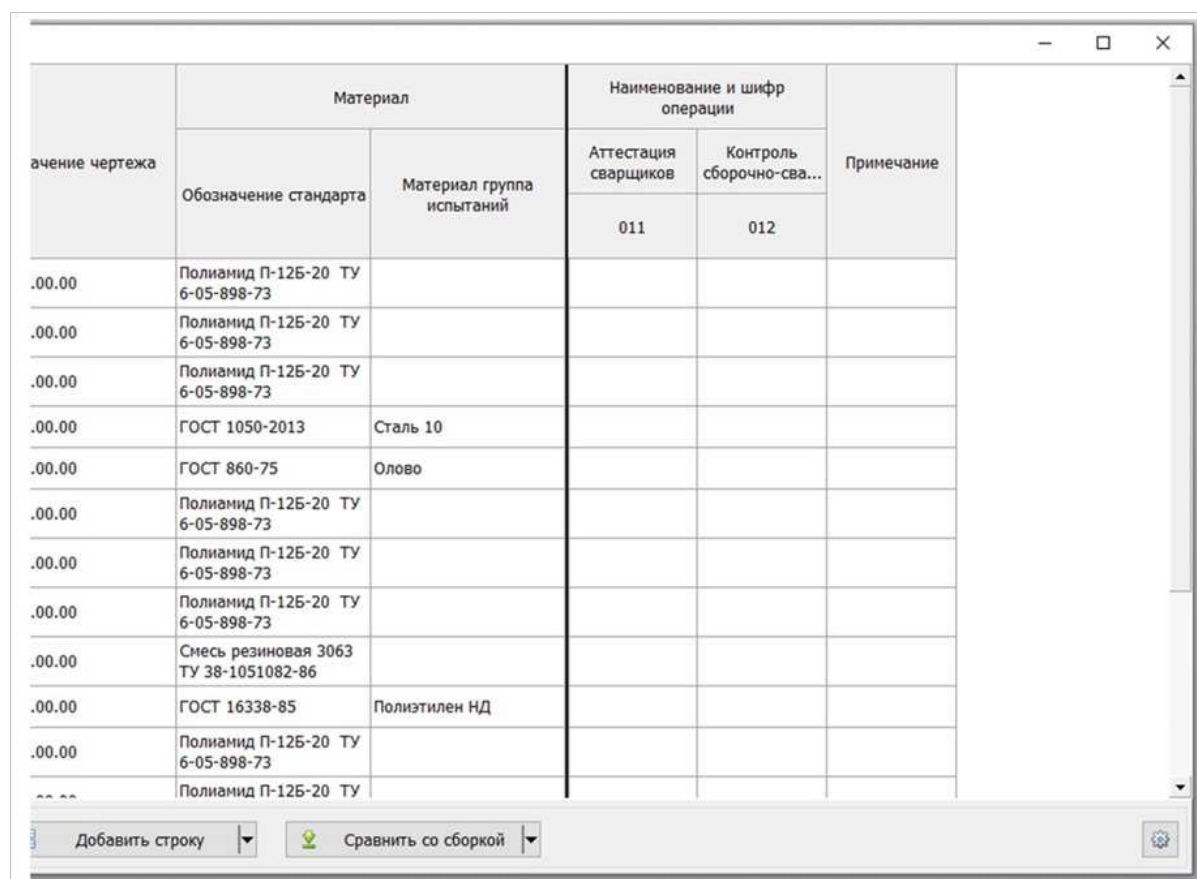 Материал
Наименование и шифр
операции
ачение чертежа
Обозначение стандарта
Материал группа
испытаний
Аттестация
сварщиков
Контроль
сборочно-сва...
Примечание
011
012
.00.00
Полиамид П-12Б-20 ТУ
6-05-898-73
.00.00
Полиамид П-12Б-20 ТУ
6-05-898-73
.00.00
Полиамид П-12Б-20 ТУ
6-05-898-73
.00.00
ГОСТ 1050-2013
Сталь 10
.00.00
ГОСТ 860-75
Олово
.00.00
Полиамид П-12Б-20 ТУ
6-05-898-73
.00.00
Полиамид П-12Б-20 ТУ
6-05-898-73
.00.00
Полиамид П-12Б-20 ТУ
6-05-898-73
.00.00
Смесь резиновая 3063
ТУ 38-1051082-86
.00.00
ГОСТ 16338-85
Полиэтилен НД
.00.00
Полиамид П-12Б-20 ТУ
6-05-898-73
Полиамид П-12Б-20 ТУ
Добавить строку
Сравнить со сборкой